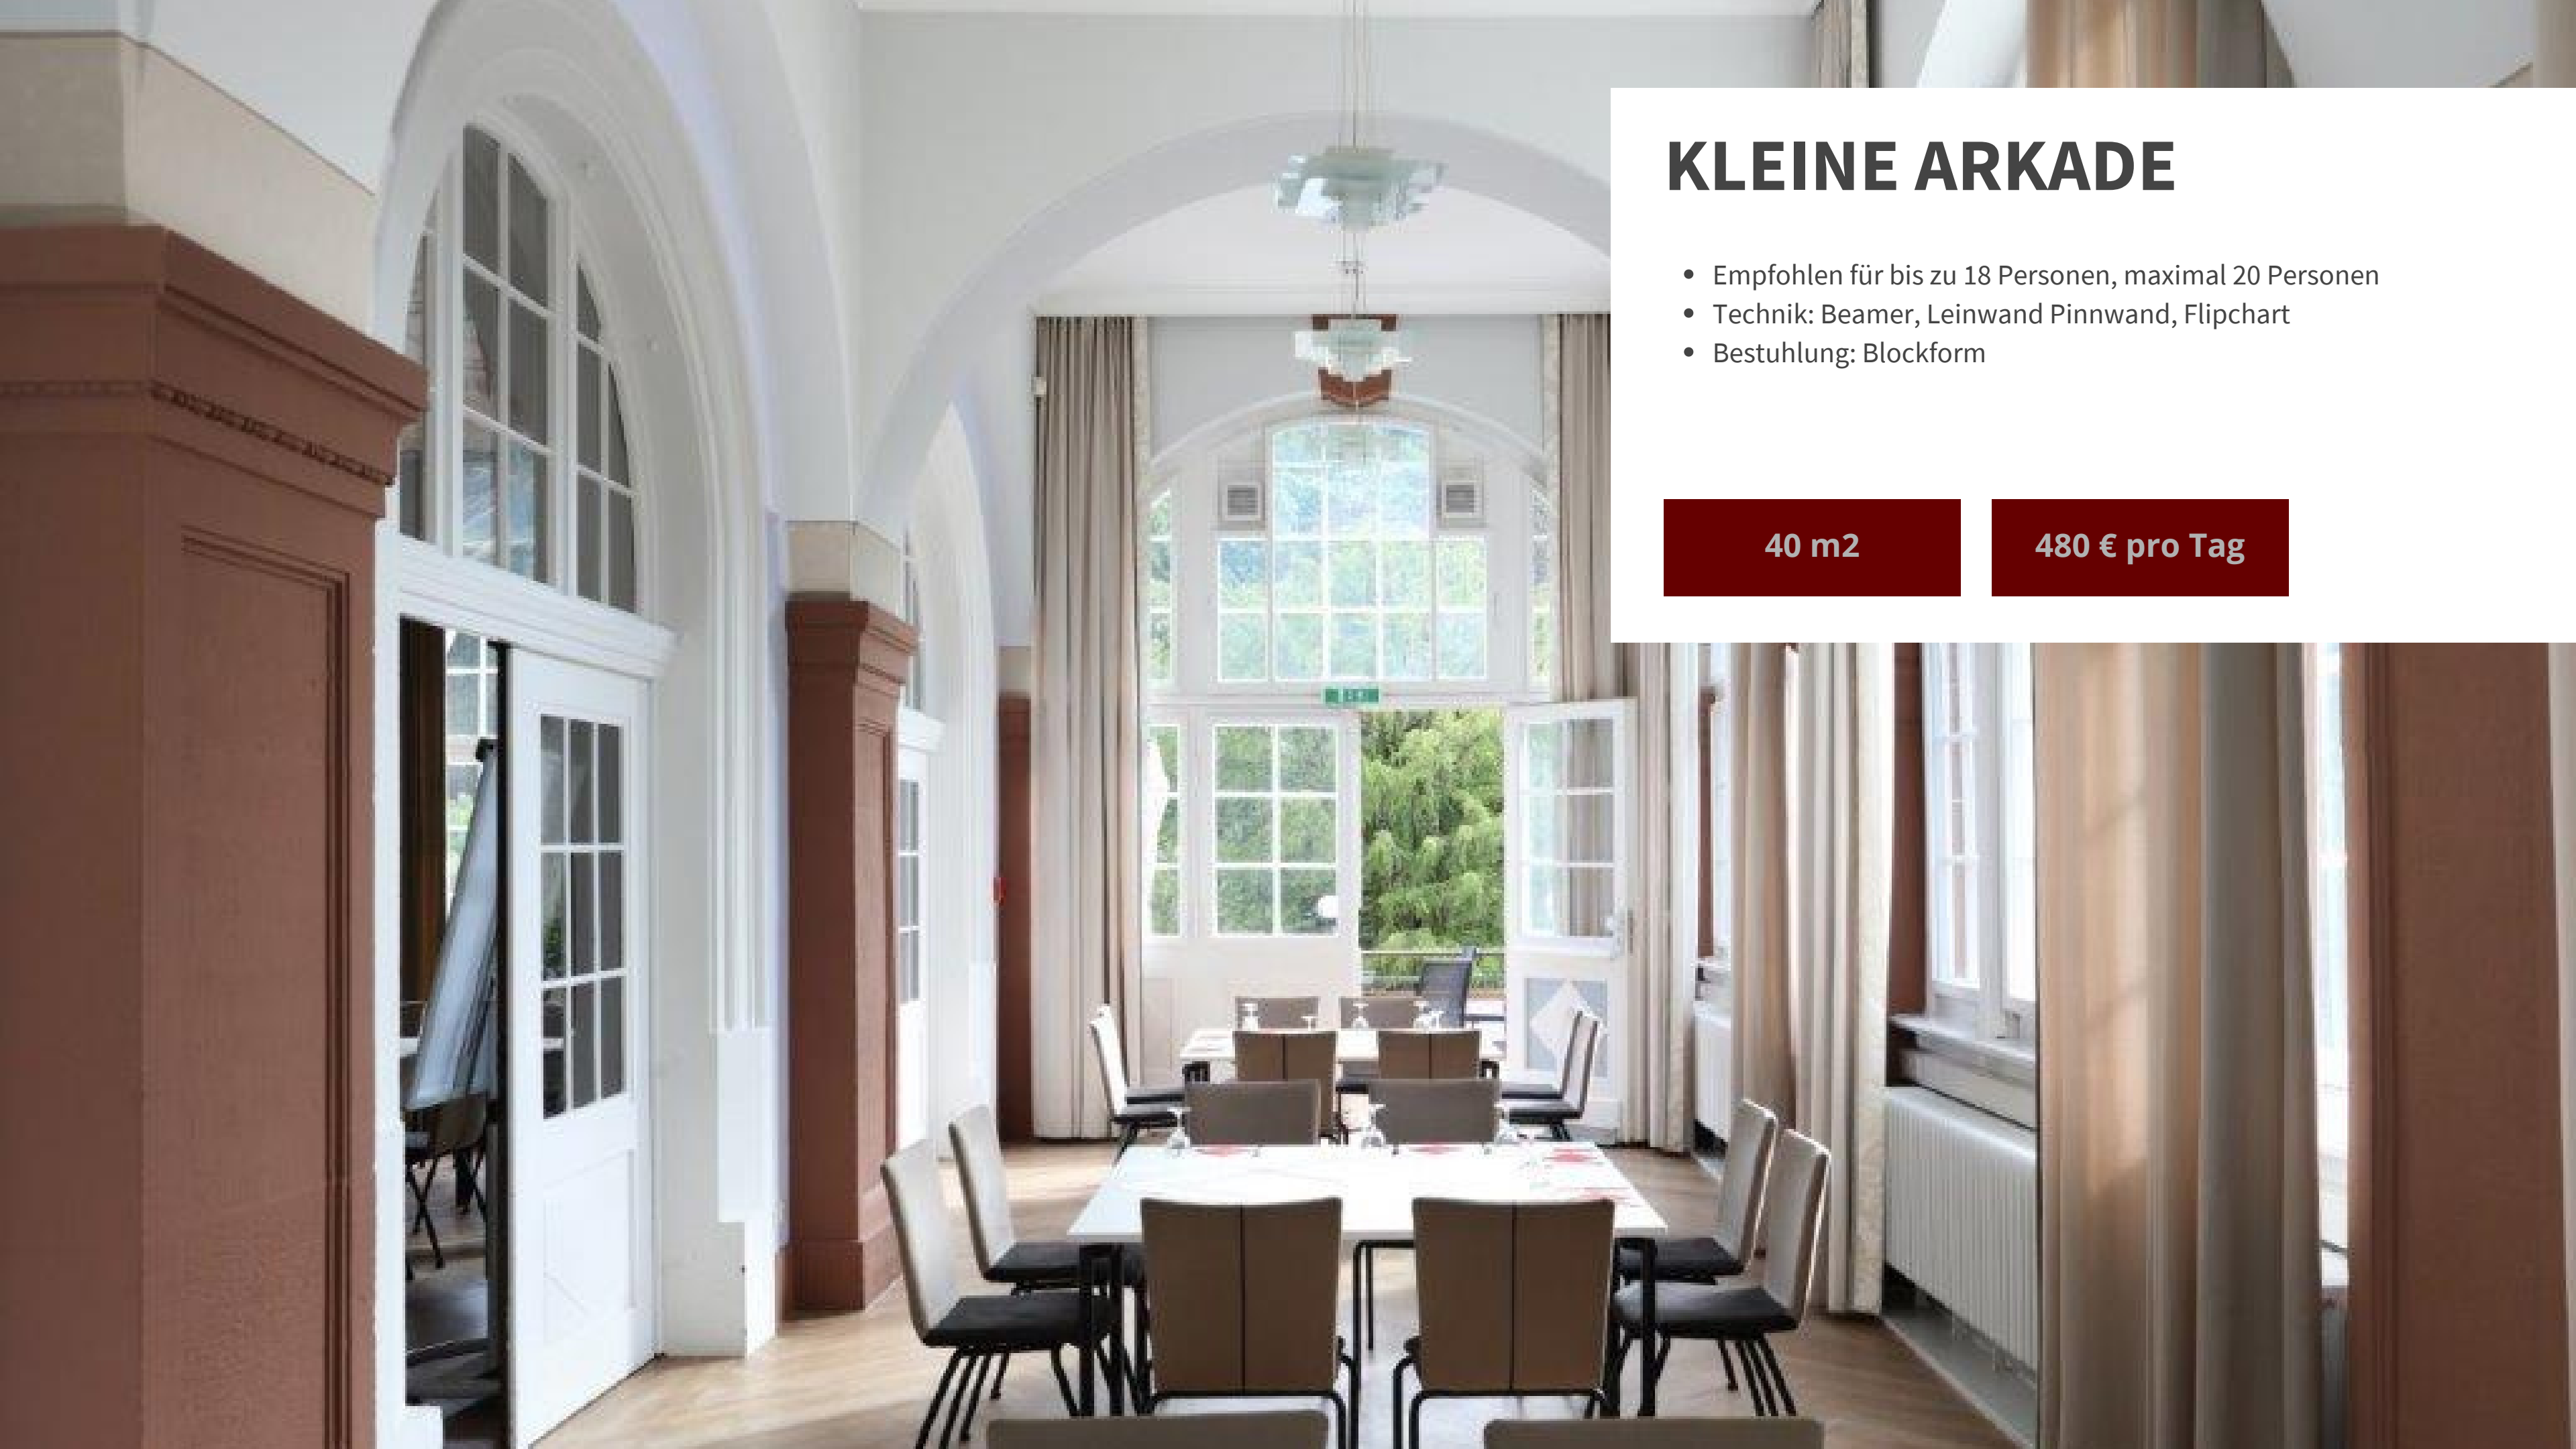 KLEINE ARKADE
• Empfohlen für bis zu 18 Personen, maximal 20 Personen
• Technik: Beamer, Leinwand Pinnwand, Flipchart
• Bestuhlung: Blockform
40 m2
480 € pro Tag